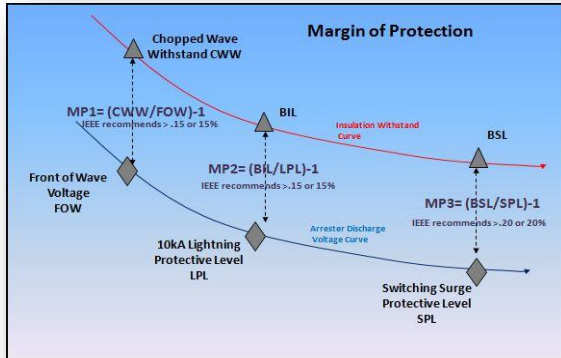 Margin of Protection
Chopped Wave
Withstand CWW
MP1= (CWW/FOW)-1
IEEE recommends > .15 or 15%
BIL
Insulation Withstand
Curve
BSL
Front of Wave
Voltage
FOW
MP2= (BIL/LPL)-1
IEEE recommends > .15 or 15%
MP3= (BSL/SPL)-1
IEEE recommends > .20 or 20%
10kA Lightning
Protective Level
LPL
Arrester Discharge
Voltage Curve
Switching Surge
Protective Level
SPL